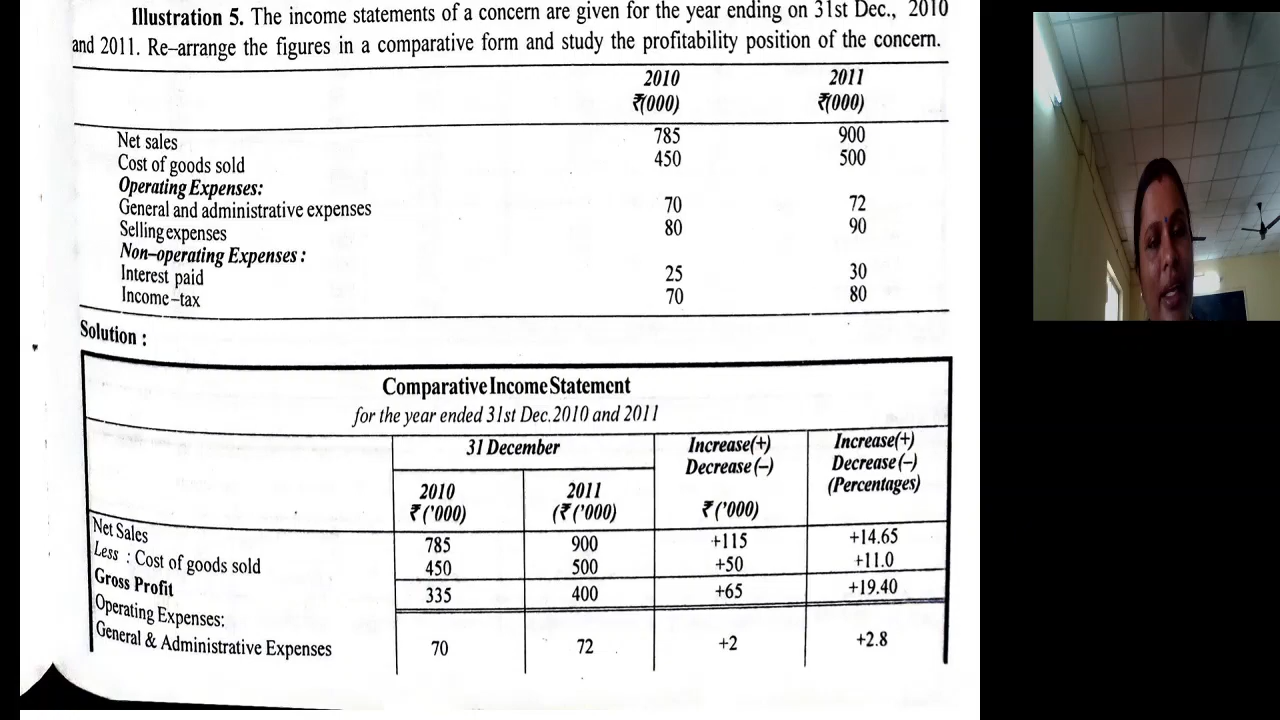 Illustration 5. The income statements of a concern are given for the year ending on 31st Dec., 2010
and 2011. Re-arrange the figures in a comparative form and study the profitability position of the concern.
2010 2011
₹(000) ₹(000)
Net sales 785 900
Cost of goods sold 450 500
Operating Expenses:
General and administrative expenses 70 72
Selling expenses 80 90
Non-operating Expenses :
Interest paid 25 30
Income-tax 70 80
Solution :
Comparative Income Statement
for the year ended 31st Dec. 2010 and 2011
31 December Increase(+) Increase(+)
Decrease (–) Decrease (–)
(Percentages)
2010 2011
₹ ('000) (₹ ('000) ₹ ('000)
Net Sales 785 900 +115 +14.65
Less : Cost of goods sold 450 500 +50 +11.0
Gross Profit 335 400 +65 +19.40
Operating Expenses:
General & Administrative Expenses 70 72 +2 +2.8